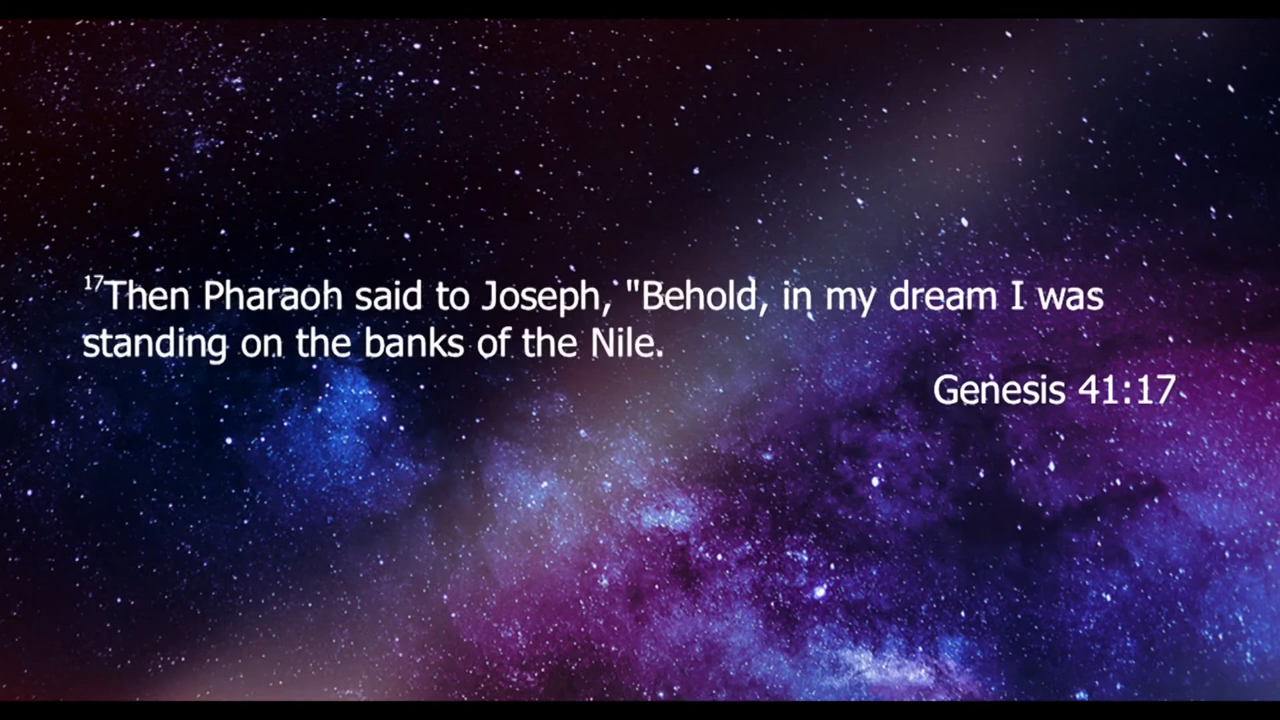 17Then Pharaoh said to Joseph, "Behold, in my dream I was
standing on the banks of the Nile.
Genesis 41:17